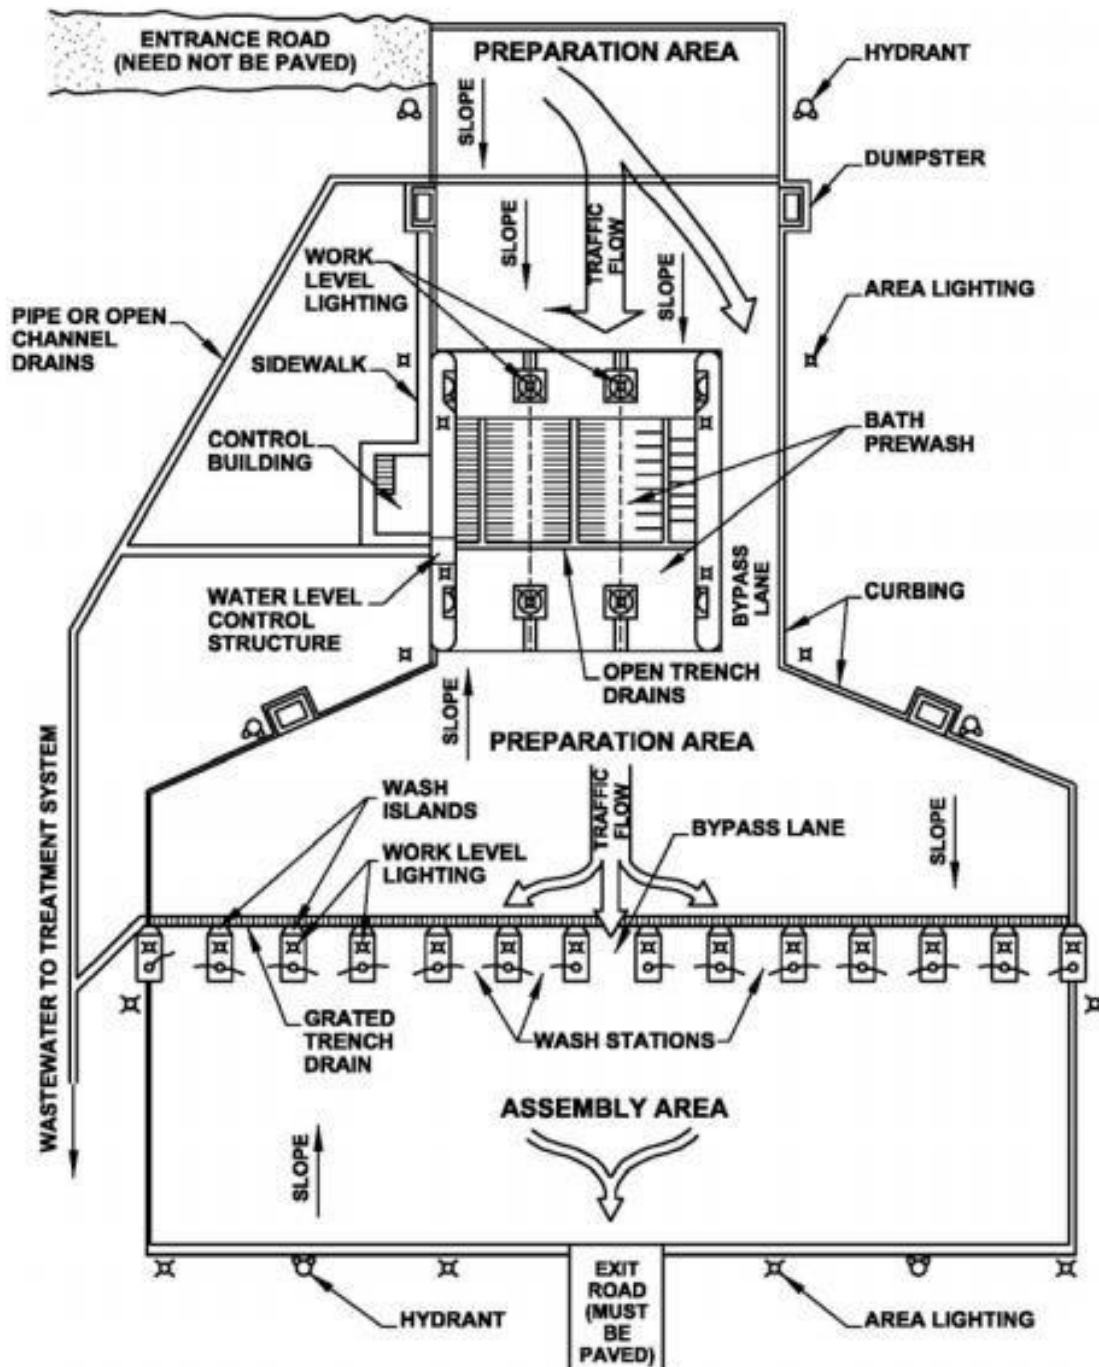 ENTRANCE ROAD
(NEED NOT BE PAVED)
PREPARATION AREA
HYDRANT
SLOPE
DUMPSTER
SLOPE
TRAFFIC
FLOW
SLOPE
WORK
LEVEL
LIGHTING
AREA LIGHTING
PIPE OR OPEN
CHANNEL
DRAINS
SIDEWALK
CONTROL
BUILDING
BATH
PREWASH
WATER LEVEL
CONTROL
STRUCTURE
BYPASS
LANE
CURBING
OPEN TRENCH
DRAINS
SLOPE
PREPARATION AREA
WASTEWATER TO TREATMENT SYSTEM
WASH
ISLANDS
TRAFFIC
FLOW
BYPASS LANE
SLOPE
WORK LEVEL
LIGHTING
GRATED
TRENCH
DRAIN
WASH STATIONS
ASSEMBLY AREA
SLOPE
HYDRANT
EXIT
ROAD
(MUST
BE
PAVED)
AREA LIGHTING